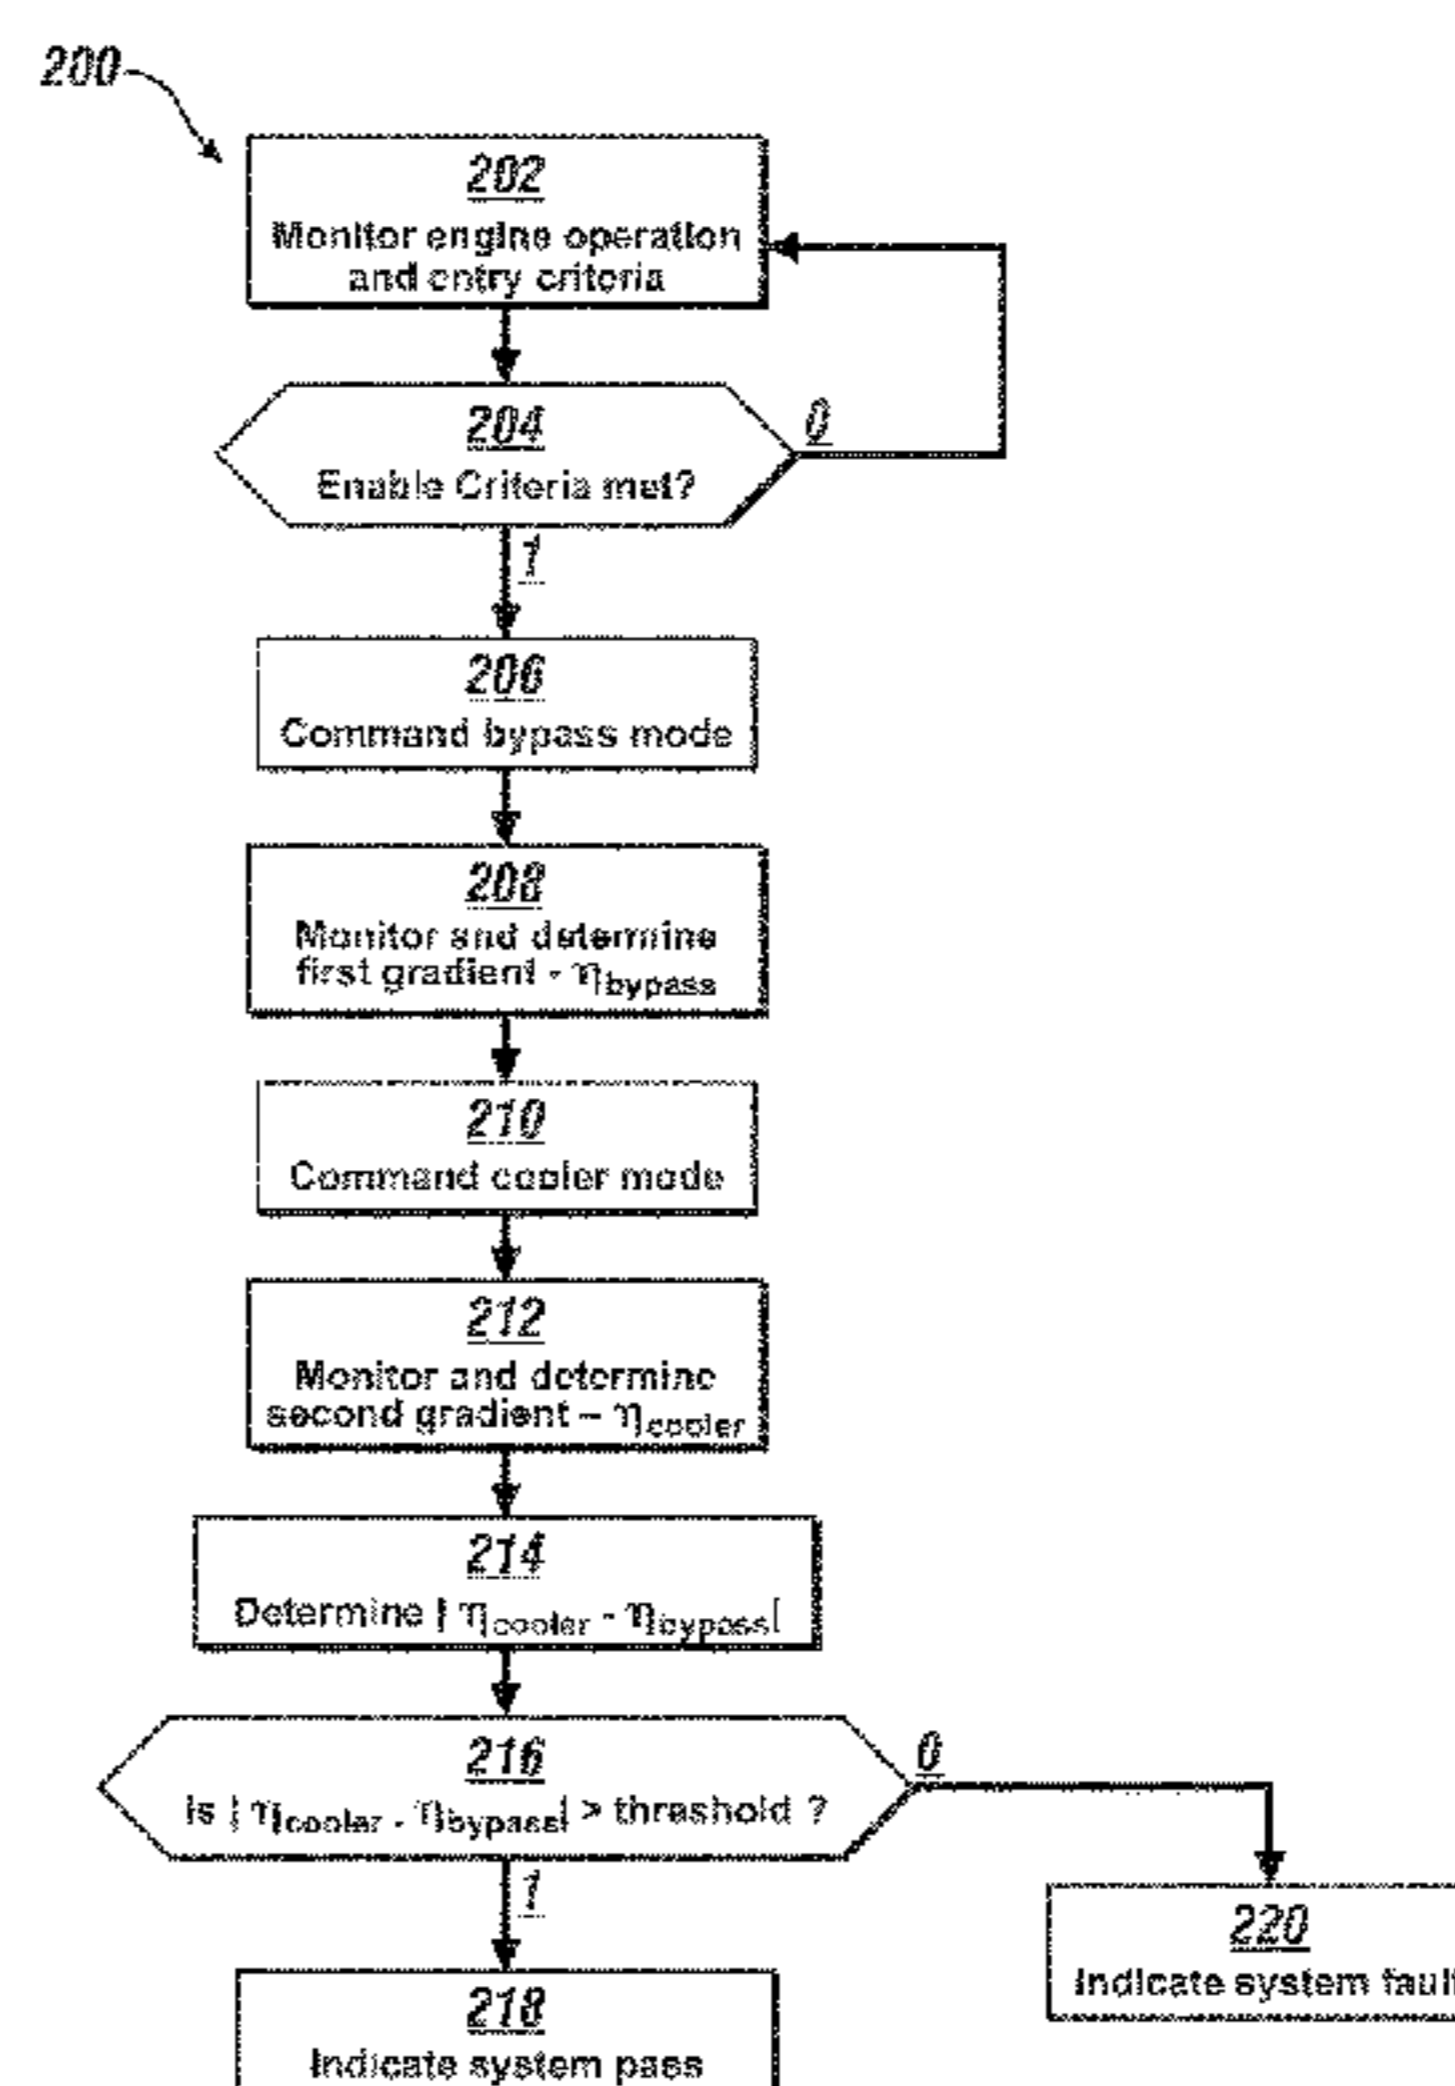 200
202
Monitor engine operation
and entry criteria
204
Enable Criteria met?
0
1
206
Command bypass mode
208
Monitor and determine
first gradient - ηbypass
210
Command cooler mode
212
Monitor and determine
second gradient – ηcooler
214
Determine | ηcooler - ηbypass|
216
Is | ηcooler - ηbypass| > threshold ?
0
1
220
Indicate system fault
218
Indicate system pass